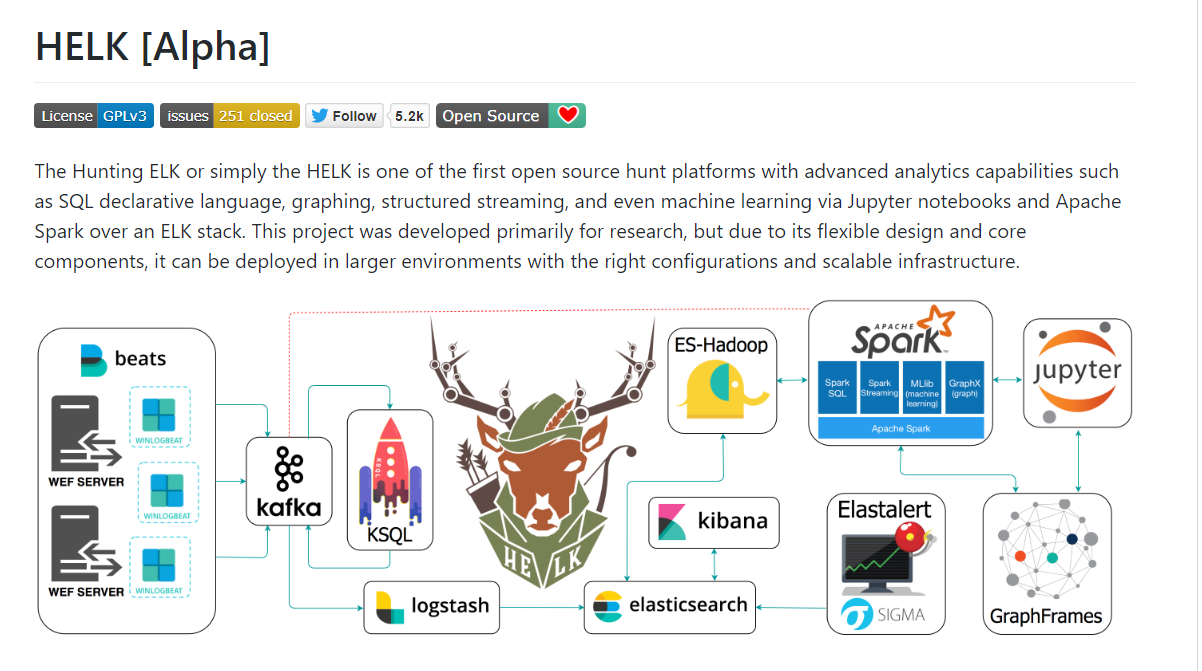 HELK [Alpha]
License GPLv3 issues 251 closed Follow 5.2k Open Source
The Hunting ELK or simply the HELK is one of the first open source hunt platforms with advanced analytics capabilities such
as SQL declarative language, graphing, structured streaming, and even machine learning via Jupyter notebooks and Apache
Spark over an ELK stack. This project was developed primarily for research, but due to its flexible design and core
components, it can be deployed in larger environments with the right configurations and scalable infrastructure.
beats
WINLOGBEAT
WEF SERVER
WINLOGBEAT
WEF SERVER
WINLOGBEAT
kafka
KSQL
KSQL
HELK
logstash
ES-Hadoop
kibana
elasticsearch
APACHE
Spark
TM
Spark
SQL
Spark
Streaming
MLlib
(machine
learning)
GraphX
(graph)
Apache Spark
jupyter
Elastalert
SIGMA
GraphFrames